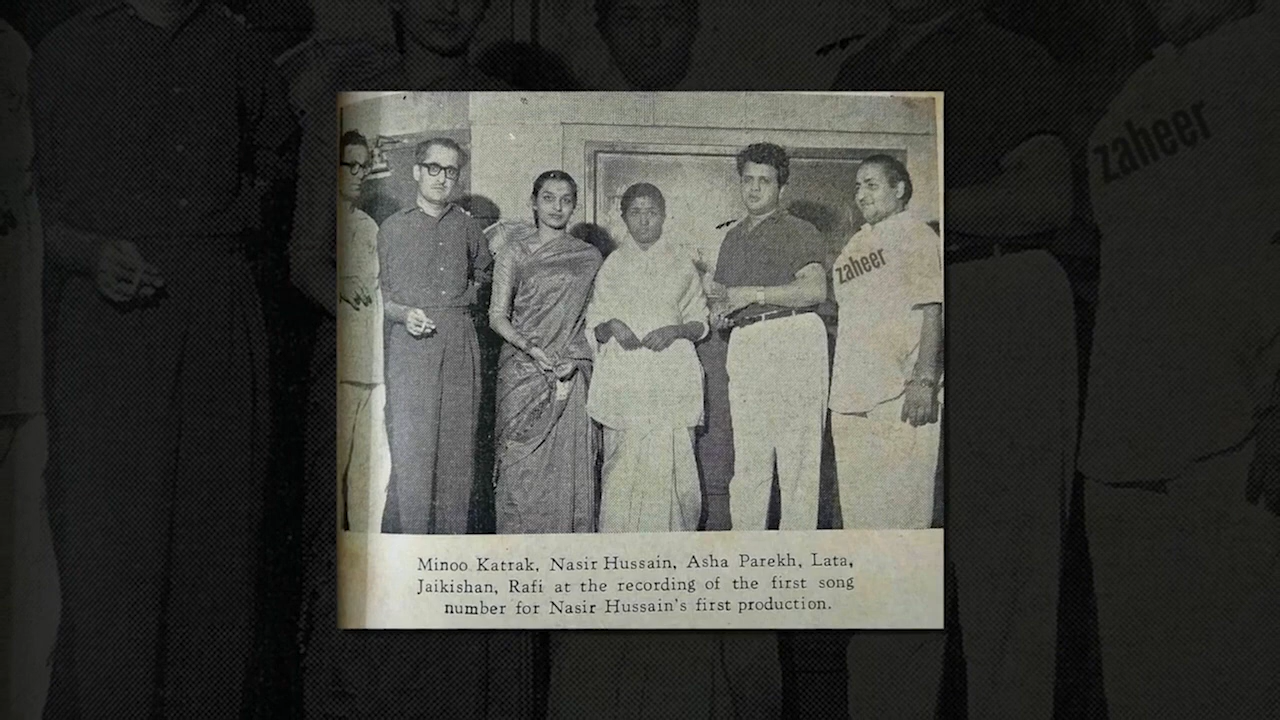 zaheer
zaheer
Minoo Katrak, Nasir Hussain, Asha Parekh, Lata,
Jaikishan, Rafi at the recording of the first song
number for Nasir Hussain's first production.